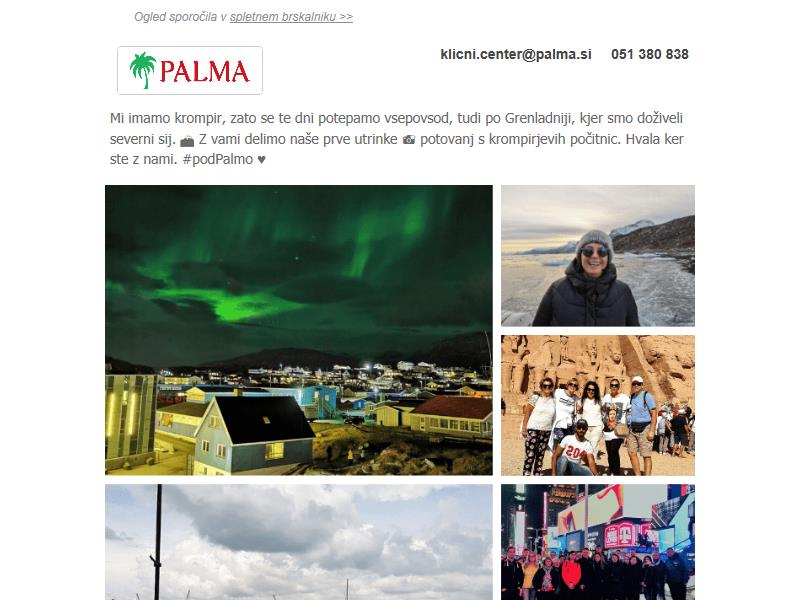 Ogled sporočila v spletnem brskalniku >>
PALMA
klicni.center@palma.si 051 380 838
Mi imamo krompir, zato se te dni potepamo vsepovsod, tudi po Grenladniji, kjer smo doživeli
severni sij. 🏔 Z vami delimo naše prve utrinke 📸 potovanj s krompirjevih počitnic. Hvala ker
ste z nami. #podPalmo ♥
204